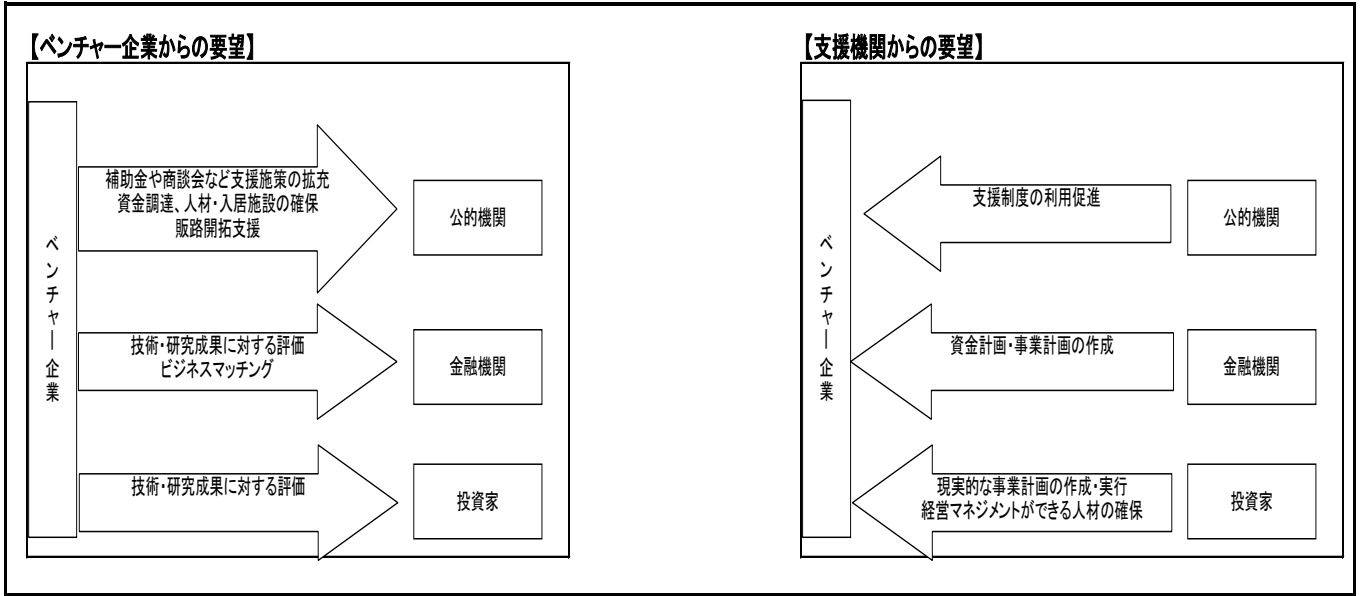 【ベンチャー企業からの要望】
ベンチャー企業
補助金や商談会など支援施策の拡充
資金調達、人材・入居施設の確保
販路開拓支援
公的機関
技術・研究成果に対する評価
ビジネスマッチング
金融機関
技術・研究成果に対する評価
投資家
【支援機関からの要望】
ベンチャー企業
支援制度の利用促進
公的機関
資金計画・事業計画の作成
金融機関
現実的な事業計画の作成・実行
経営マネジメントができる人材の確保
投資家